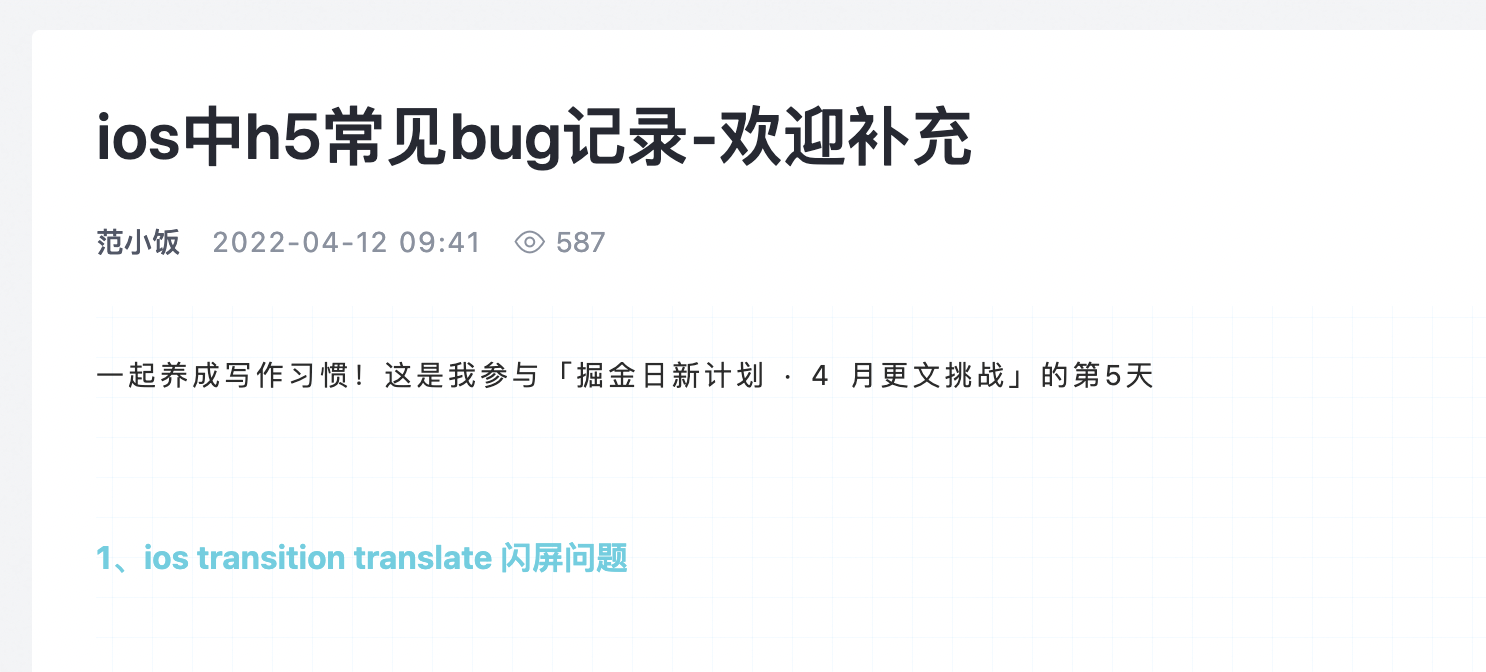 ios中h5常见bug记录-欢迎补充
范小饭 2022-04-12 09:41 587
一起养成写作习惯！这是我参与「掘金日新计划 · 4 月更文挑战」的第5天
1、ios transition translate 闪屏问题